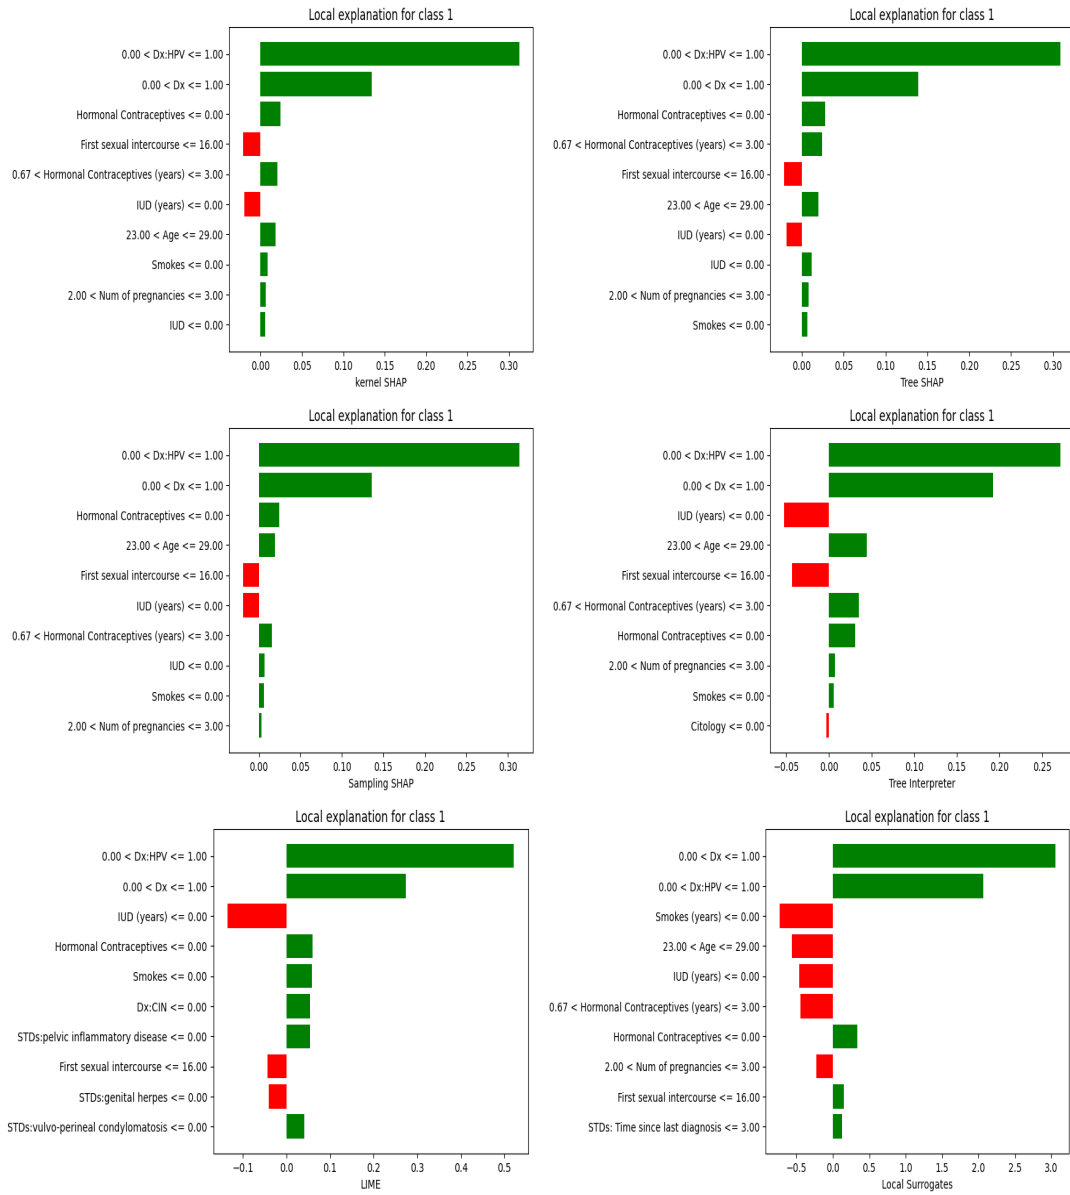 Local explanation for class 1
0.00 < Dx:HPV <= 1.00
0.00 < Dx <= 1.00
Hormonal Contraceptives <= 0.00
First sexual intercourse <= 16.00
0.67 < Hormonal Contraceptives (years) <= 3.00
IUD (years) <= 0.00
23.00 < Age <= 29.00
Smokes <= 0.00
2.00 < Num of pregnancies <= 3.00
IUD <= 0.00
0.00 0.05 0.10 0.15 0.20 0.25 0.30
kernel SHAP
Local explanation for class 1
0.00 < Dx:HPV <= 1.00
0.00 < Dx <= 1.00
Hormonal Contraceptives <= 0.00
0.67 < Hormonal Contraceptives (years) <= 3.00
First sexual intercourse <= 16.00
23.00 < Age <= 29.00
IUD (years) <= 0.00
IUD <= 0.00
2.00 < Num of pregnancies <= 3.00
Smokes <= 0.00
0.00 0.05 0.10 0.15 0.20 0.25 0.30
Tree SHAP
Local explanation for class 1
0.00 < Dx:HPV <= 1.00
0.00 < Dx <= 1.00
Hormonal Contraceptives <= 0.00
23.00 < Age <= 29.00
First sexual intercourse <= 16.00
IUD (years) <= 0.00
0.67 < Hormonal Contraceptives (years) <= 3.00
IUD <= 0.00
Smokes <= 0.00
2.00 < Num of pregnancies <= 3.00
0.00 0.05 0.10 0.15 0.20 0.25 0.30
Sampling SHAP
Local explanation for class 1
0.00 < Dx:HPV <= 1.00
0.00 < Dx <= 1.00
IUD (years) <= 0.00
23.00 < Age <= 29.00
First sexual intercourse <= 16.00
0.67 < Hormonal Contraceptives (years) <= 3.00
Hormonal Contraceptives <= 0.00
2.00 < Num of pregnancies <= 3.00
Smokes <= 0.00
Citology <= 0.00
−0.05 0.00 0.05 0.10 0.15 0.20 0.25
Tree Interpreter
Local explanation for class 1
0.00 < Dx:HPV <= 1.00
0.00 < Dx <= 1.00
IUD (years) <= 0.00
Hormonal Contraceptives <= 0.00
Smokes <= 0.00
Dx:CIN <= 0.00
STDs:pelvic inflammatory disease <= 0.00
First sexual intercourse <= 16.00
STDs:genital herpes <= 0.00
STDs:vulvo-perineal condylomatosis <= 0.00
−0.1 0.0 0.1 0.2 0.3 0.4 0.5
LIME
Local explanation for class 1
0.00 < Dx <= 1.00
0.00 < Dx:HPV <= 1.00
Smokes (years) <= 0.00
23.00 < Age <= 29.00
IUD (years) <= 0.00
0.67 < Hormonal Contraceptives (years) <= 3.00
Hormonal Contraceptives <= 0.00
2.00 < Num of pregnancies <= 3.00
First sexual intercourse <= 16.00
STDs: Time since last diagnosis <= 3.00
−0.5 0.0 0.5 1.0 1.5 2.0 2.5 3.0
Local Surrogates